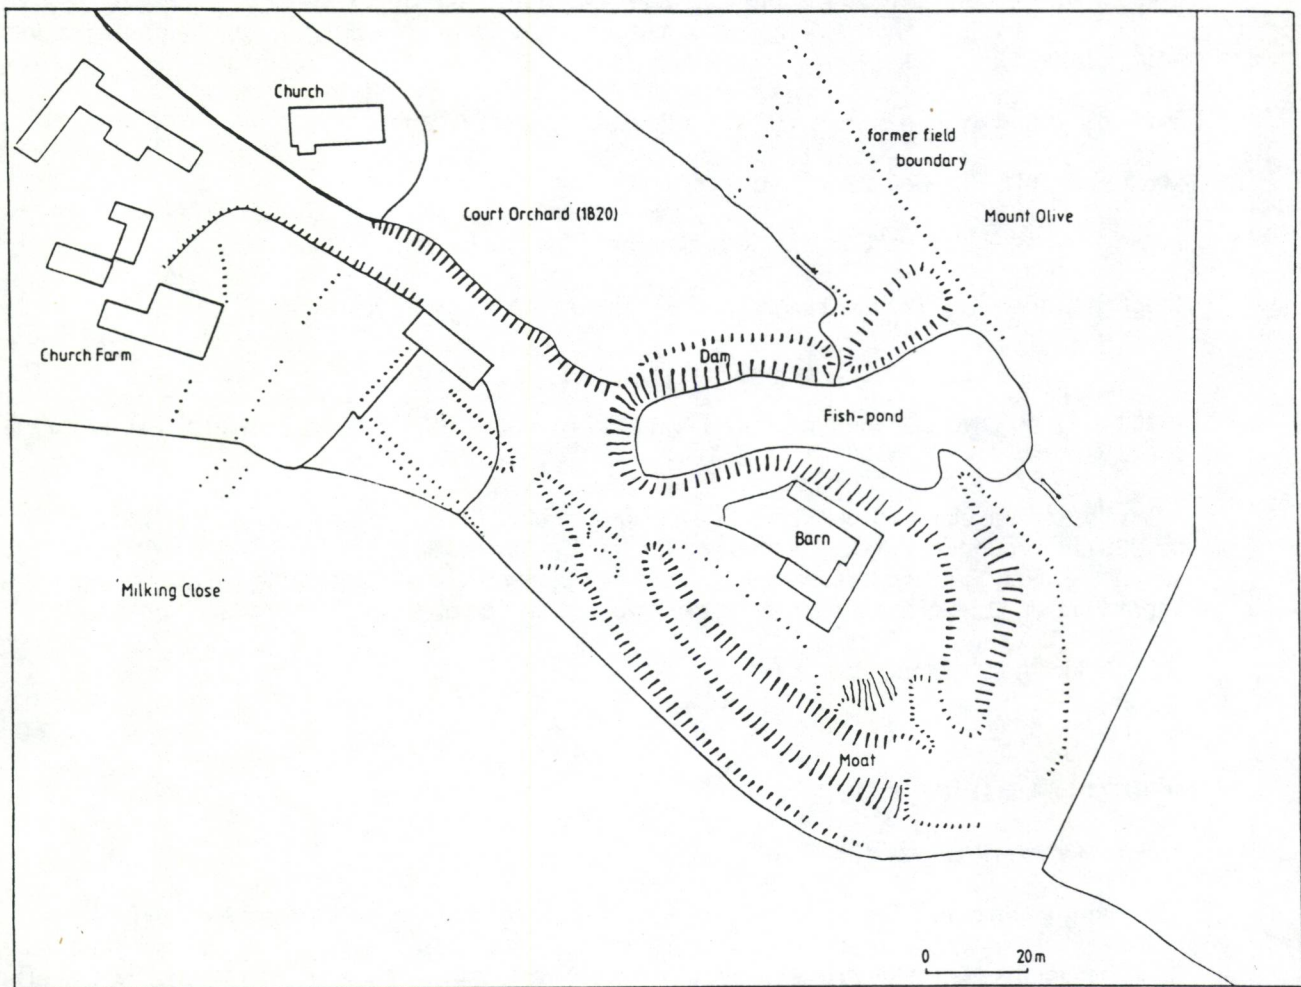 Church
former field
boundary
Court Orchard (1820)
Mount Olive
Church Farm
Dam
Fish-pond
Barn
'Milking Close'
Moat
0 20m